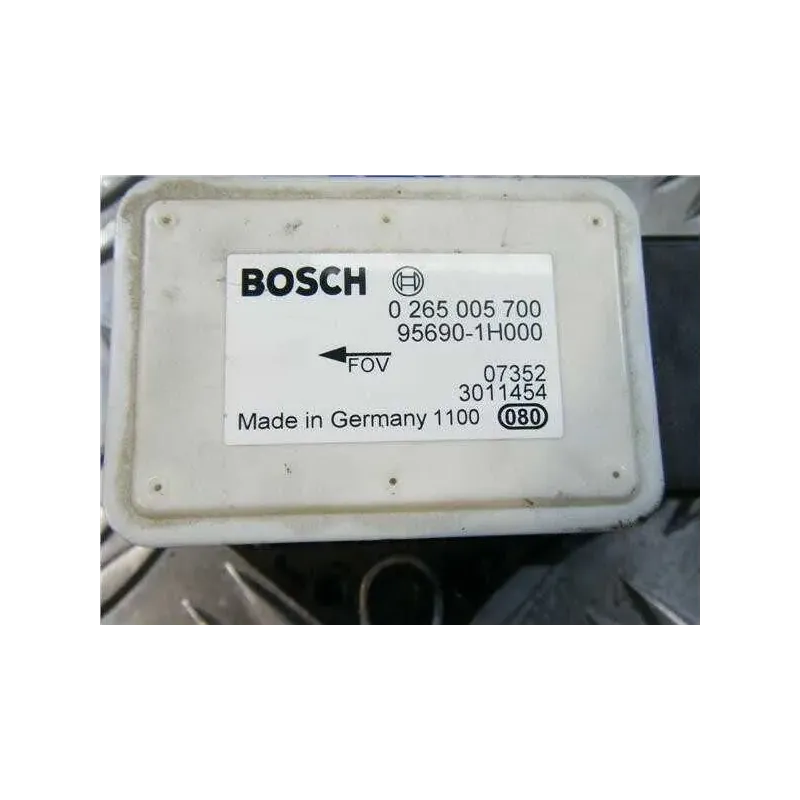 BOSCH
0 265 005 700
95690-1H000
FOV
07352
3011454
Made in Germany 1100 080